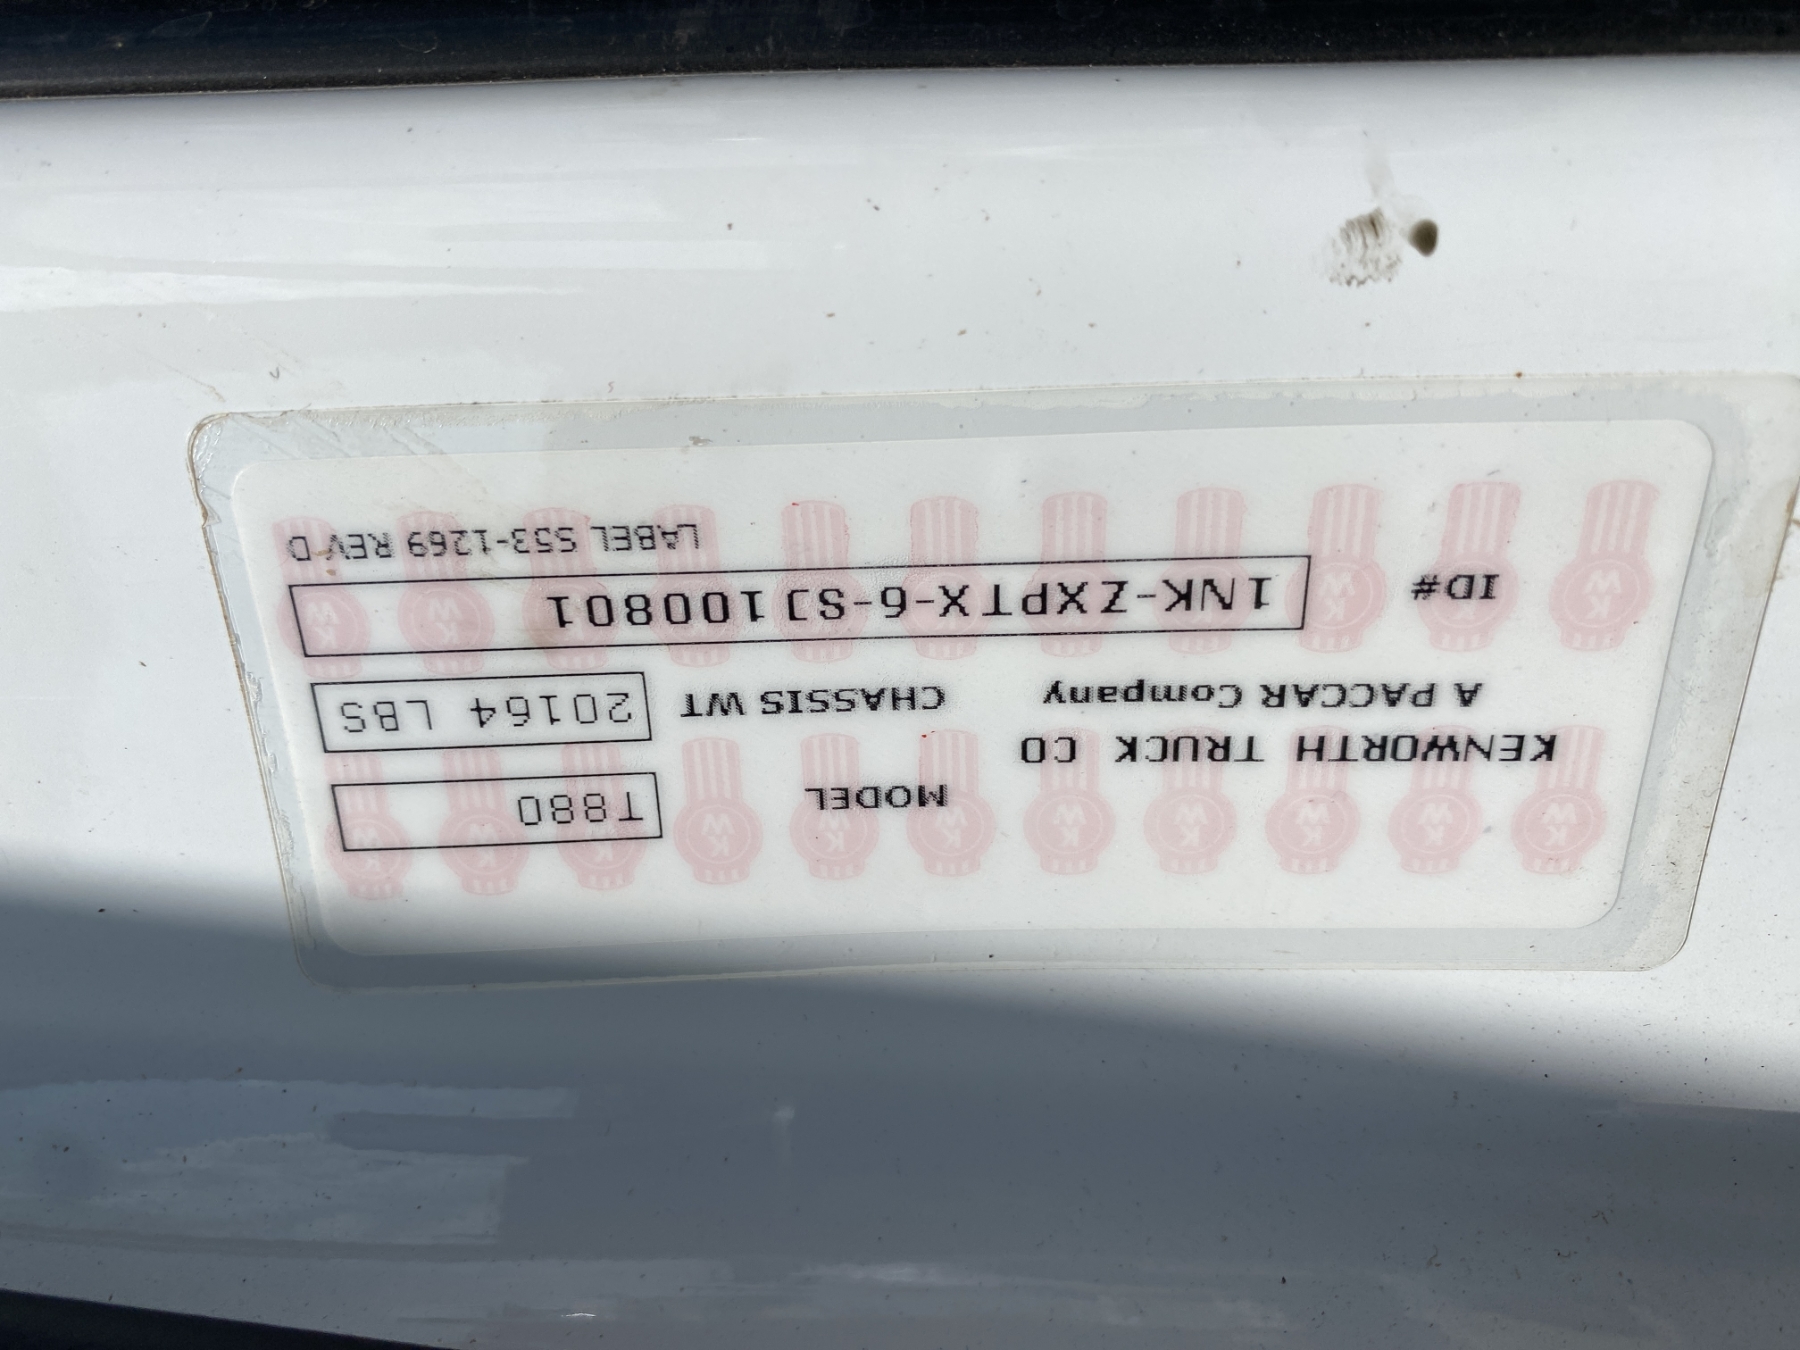 KENWORTH TRUCK CO
A PACCAR Company
MODEL T880
CHASSIS WT 20164 LBS
ID# 1NK-ZXPTX-6-SJ100801
LABEL S53-1269 REV D